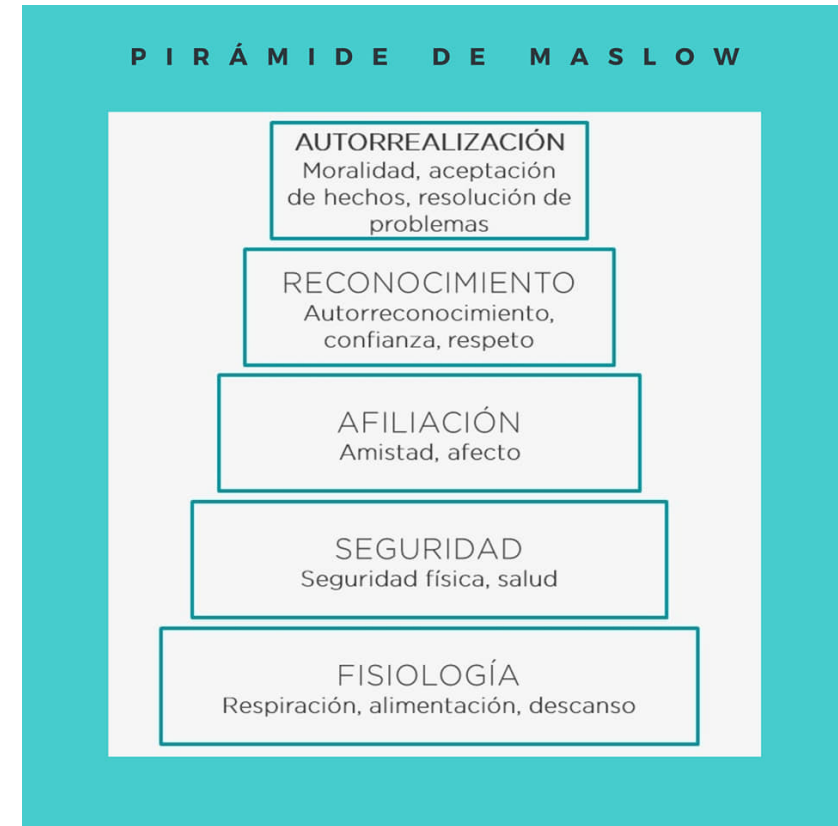 PIRÁMIDE DE MASLOW
AUTORREALIZACIÓN
Moralidad, aceptación
de hechos, resolución de
problemas
RECONOCIMIENTO
Autorreconocimiento,
confianza, respeto
AFILIACIÓN
Amistad, afecto
SEGURIDAD
Seguridad física, salud
FISIOLOGÍA
Respiración, alimentación, descanso